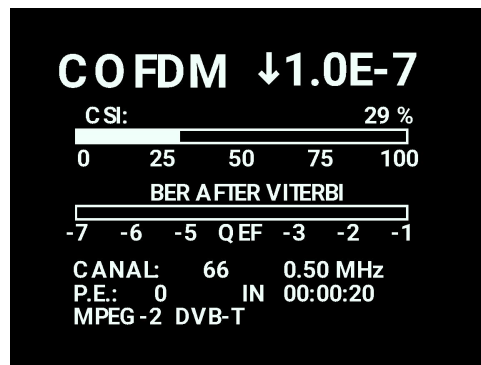 COFDM ↓1.0E-7
CSI: 29 %
0 25 50 75 100
BER AFTER VITERBI
-7 -6 -5 QEF -3 -2 -1
CANAL: 66 0.50 MHz
P.E.: 0 IN 00:00:20
MPEG-2 DVB-T